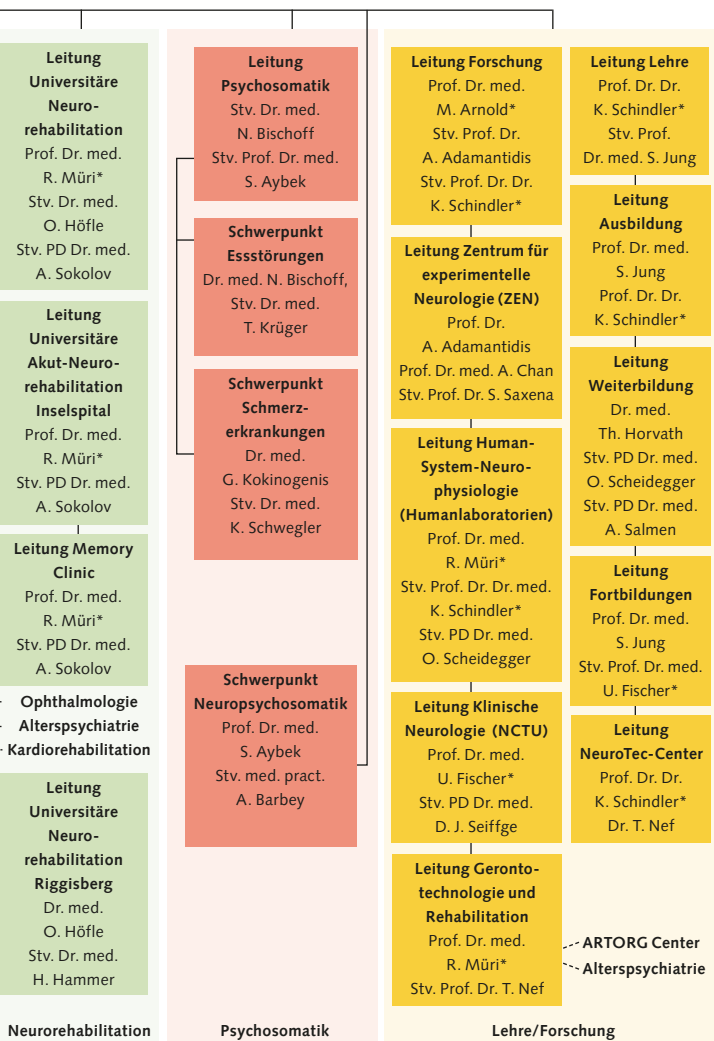 Leitung
Universitäre
Neuro-
rehabilitation
Prof. Dr. med.
R. Müri*
Stv. Dr. med.
O. Höfle
Stv. PD Dr. med.
A. Sokolov
Leitung
Universitäre
Akut-Neuro-
rehabilitation
Inselspital
Prof. Dr. med.
R. Müri*
Stv. PD Dr. med.
A. Sokolov
Leitung Memory
Clinic
Prof. Dr. med.
R. Müri*
Stv. PD Dr. med.
A. Sokolov
Ophthalmologie
Alterspsychiatrie
Kardiorehabilitation
Leitung
Universitäre
Neuro-
rehabilitation
Riggisberg
Dr. med.
O. Höfle
Stv. Dr. med.
H. Hammer
Neurorehabilitation
Leitung
Psychosomatik
Stv. Dr. med.
N. Bischoff
Stv. Prof. Dr. med.
S. Aybek
Schwerpunkt
Essstörungen
Dr. med. N. Bischoff,
Stv. Dr. med.
T. Krüger
Schwerpunkt
Schmerz-
erkrankungen
Dr. med.
G. Kokinogenis
Stv. Dr. med.
K. Schwegler
Schwerpunkt
Neuropsychosomatik
Prof. Dr. med.
S. Aybek
Stv. med. pract.
A. Barbey
Psychosomatik
Leitung Forschung
Prof. Dr. med.
M. Arnold*
Stv. Prof. Dr.
A. Adamantidis
Stv. Prof. Dr. Dr.
K. Schindler*
Leitung Zentrum für
experimentelle
Neurologie (ZEN)
Prof. Dr.
A. Adamantidis
Prof. Dr. med. A. Chan
Stv. Prof. Dr. S. Saxena
Leitung Human-
System-Neuro-
physiologie
(Humanlaboratorien)
Prof. Dr. med.
R. Müri*
Stv. Prof. Dr. Dr. med.
K. Schindler*
Stv. PD Dr. med.
O. Scheidegger
Leitung Klinische
Neurologie (NCTU)
Prof. Dr. med.
U. Fischer*
Stv. PD Dr. med.
D. J. Seiffge
Leitung Geronto-
technologie und
Rehabilitation
Prof. Dr. med.
R. Müri*
Stv. Prof. Dr. T. Nef
Leitung Lehre
Prof. Dr. Dr.
K. Schindler*
Stv. Prof.
Dr. med. S. Jung
Leitung
Ausbildung
Prof. Dr. med.
S. Jung
Prof. Dr. Dr.
K. Schindler*
Leitung
Weiterbildung
Dr. med.
Th. Horvath
Stv. PD Dr. med.
O. Scheidegger
Stv. PD Dr. med.
A. Salmen
Leitung
Fortbildungen
Prof. Dr. med.
S. Jung
Stv. Prof. Dr. med.
U. Fischer*
Leitung
NeuroTec-Center
Prof. Dr. Dr.
K. Schindler*
Dr. T. Nef
ARTORG Center
Alterspsychiatrie
Lehre/Forschung